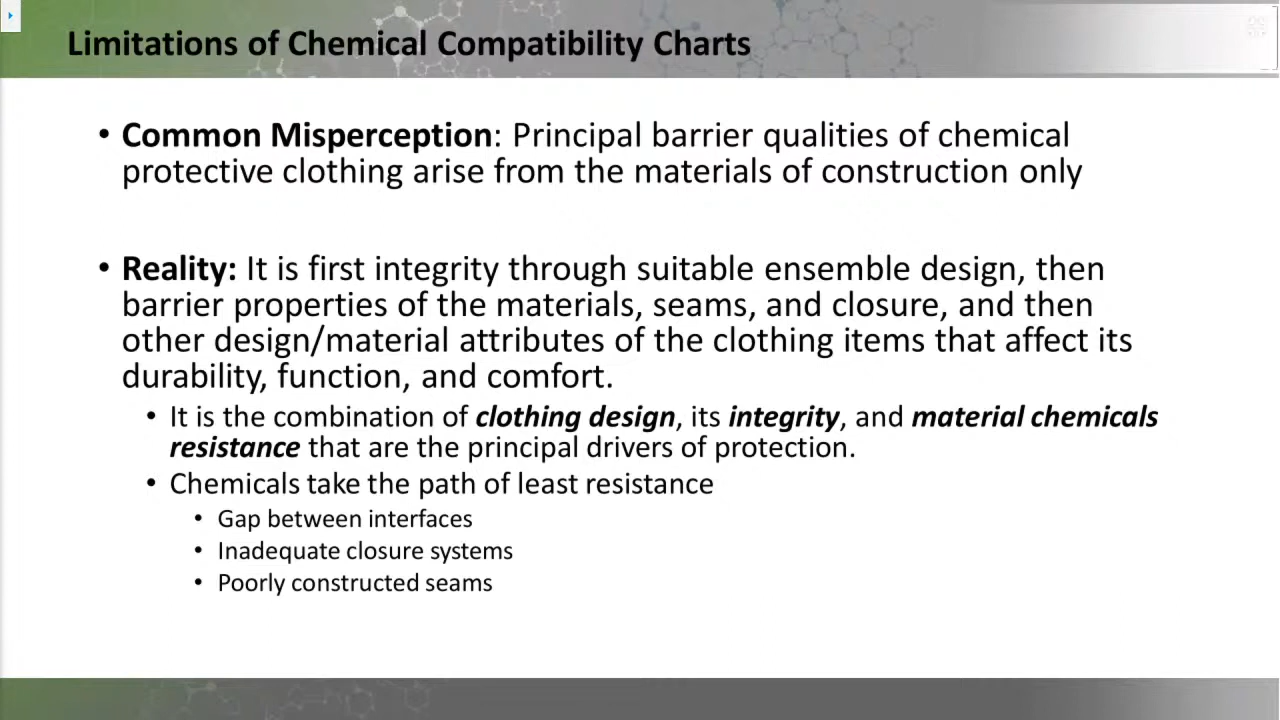 Limitations of Chemical Compatibility Charts
• Common Misperception: Principal barrier qualities of chemical
protective clothing arise from the materials of construction only
• Reality: It is first integrity through suitable ensemble design, then
barrier properties of the materials, seams, and closure, and then
other design/material attributes of the clothing items that affect its
durability, function, and comfort.
• It is the combination of clothing design, its integrity, and material chemicals
resistance that are the principal drivers of protection.
• Chemicals take the path of least resistance
• Gap between interfaces
• Inadequate closure systems
• Poorly constructed seams